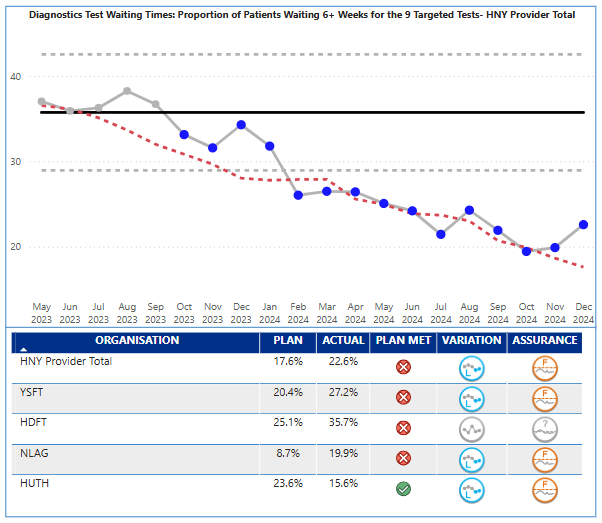 Diagnostics Test Waiting Times: Proportion of Patients Waiting 6+ Weeks for the 9 Targeted Tests- HNY Provider Total
40
30
20
May Jun Jul Aug Sep Oct Nov Dec Jan Feb Mar Apr May Jun Jul Aug Sep Oct Nov Dec
2023 2023 2023 2023 2023 2023 2023 2023 2024 2024 2024 2024 2024 2024 2024 2024 2024 2024 2024 2024
ORGANISATION PLAN ACTUAL PLAN MET VARIATION ASSURANCE
HNY Provider Total 17.6% 22.6% L F
YSFT 20.4% 27.2% L F
HDFT 25.1% 35.7% ?
NLAG 8.7% 19.9% L F
HUTH 23.6% 15.6% L F